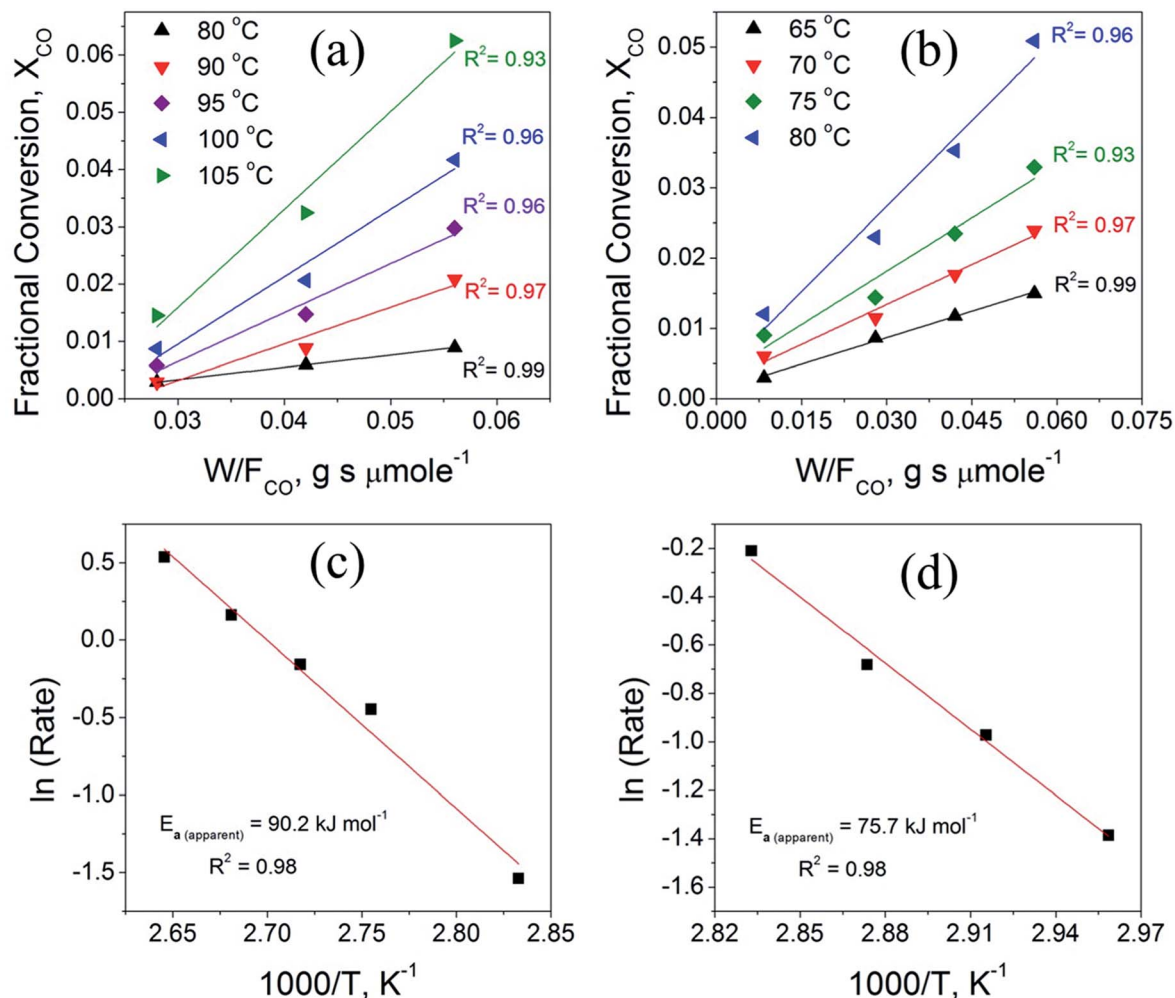 (a)
80 °C
90 °C
95 °C
100 °C
105 °C
R² = 0.93
R² = 0.96
R² = 0.96
R² = 0.97
R² = 0.99
0.06
0.05
0.04
0.03
0.02
0.01
0.00
Fractional Conversion, X_CO
0.03 0.04 0.05 0.06
W/F_CO, g s μmole⁻¹
(b)
65 °C
70 °C
75 °C
80 °C
R² = 0.96
R² = 0.93
R² = 0.97
R² = 0.99
0.05
0.04
0.03
0.02
0.01
0.00
Fractional Conversion, X_CO
0.000 0.015 0.030 0.045 0.060 0.075
W/F_CO, g s μmole⁻¹
(c)
0.5
0.0
-0.5
-1.0
-1.5
ln (Rate)
E_a (apparent) = 90.2 kJ mol⁻¹
R² = 0.98
2.65 2.70 2.75 2.80 2.85
1000/T, K⁻¹
(d)
-0.2
-0.4
-0.6
-0.8
-1.0
-1.2
-1.4
-1.6
ln (Rate)
E_a (apparent) = 75.7 kJ mol⁻¹
R² = 0.98
2.82 2.85 2.88 2.91 2.94 2.97
1000/T, K⁻¹